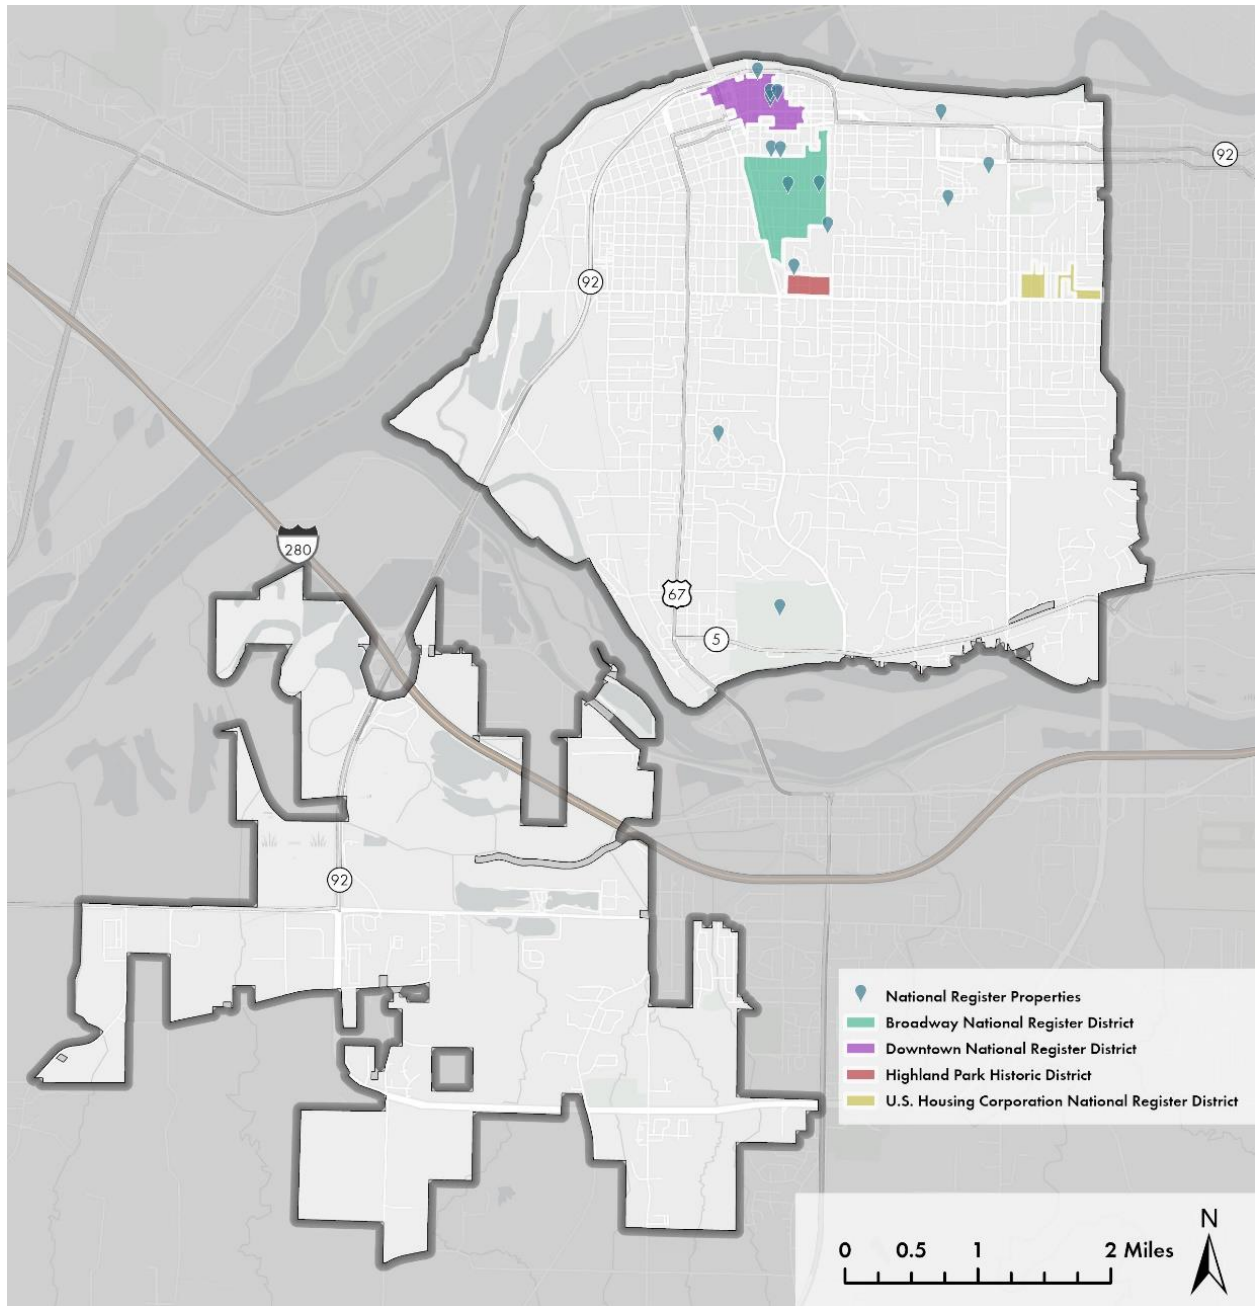 92
92
280
67
5
92
National Register Properties
Broadway National Register District
Downtown National Register District
Highland Park Historic District
U.S. Housing Corporation National Register District
N
0 0.5 1 2 Miles